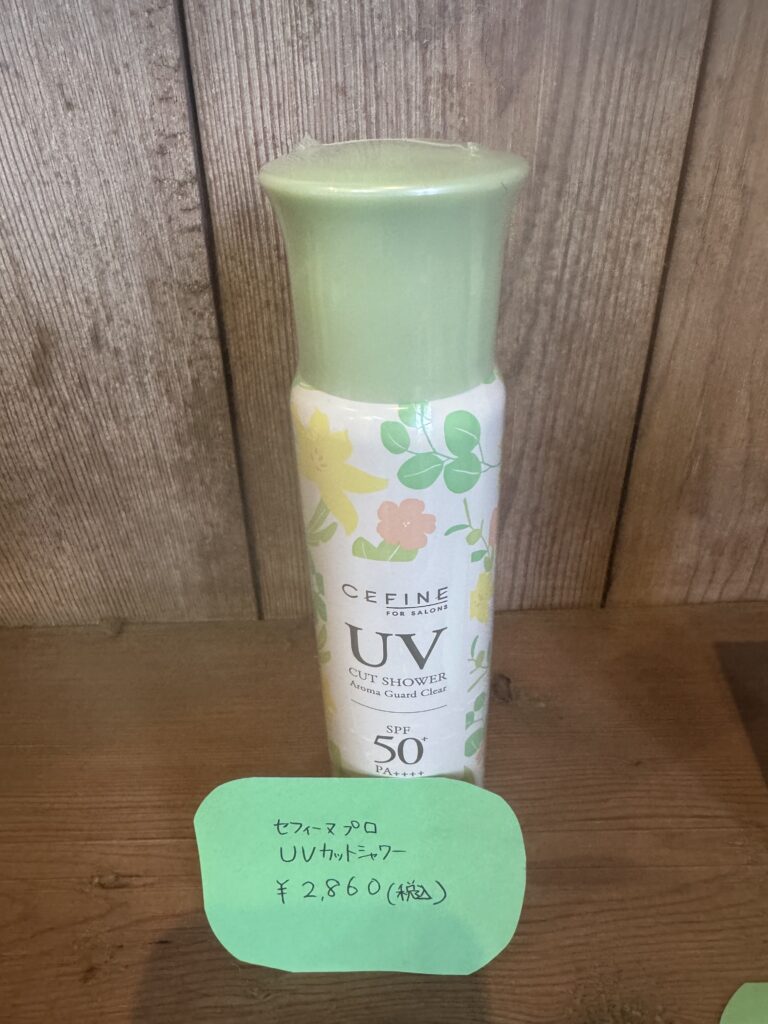 CEFINE
FOR SALONS
UV
CUT SHOWER
Aroma Guard Clear
SPF
50+
PA++++
セフィーヌ プロ
UVカットシャワー
¥2,860(税込)